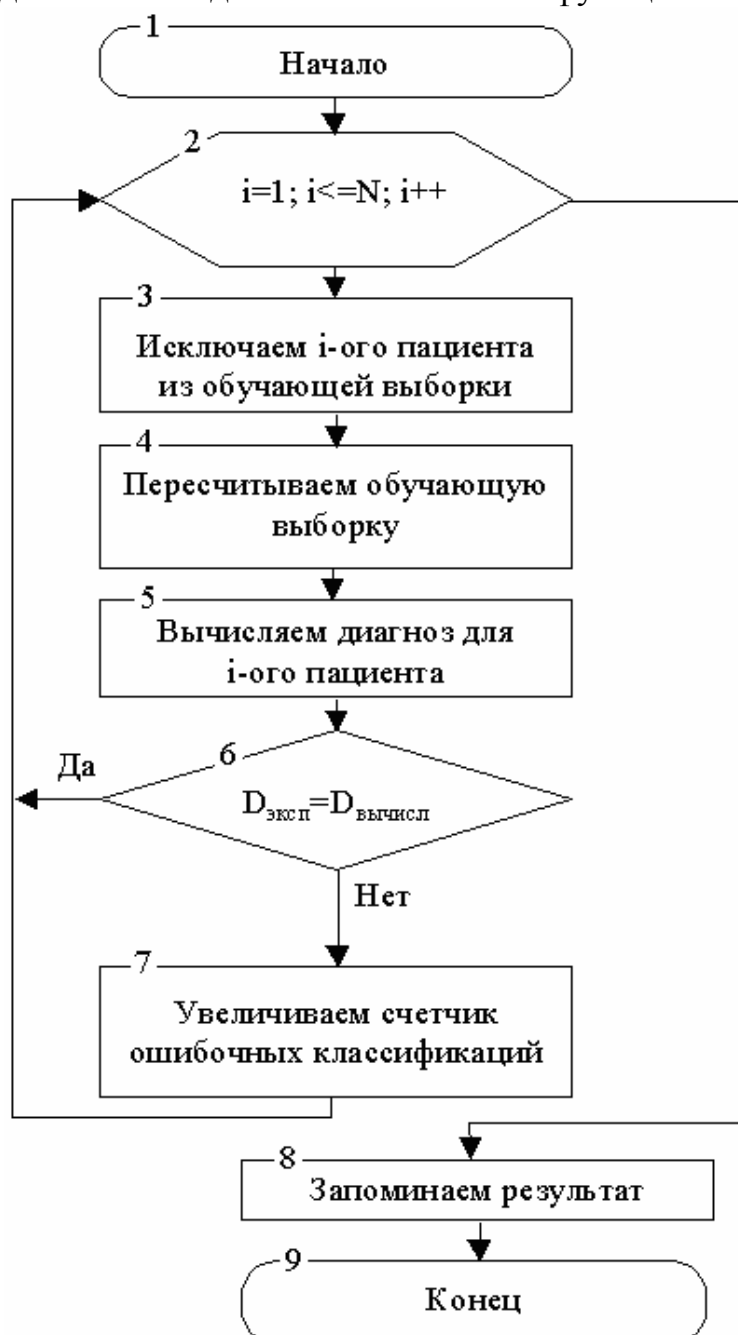 1
Начало
2
i=1; i<=N; i++
3
Исключаем i-ого пациента
из обучающей выборки
4
Пересчитываем обучающую
выборку
5
Вычисляем диагноз для
i-ого пациента
6
Да
Dэксп=Dвычисл
Нет
7
Увеличиваем счетчик
ошибочных классификаций
8
Запоминаем результат
9
Конец